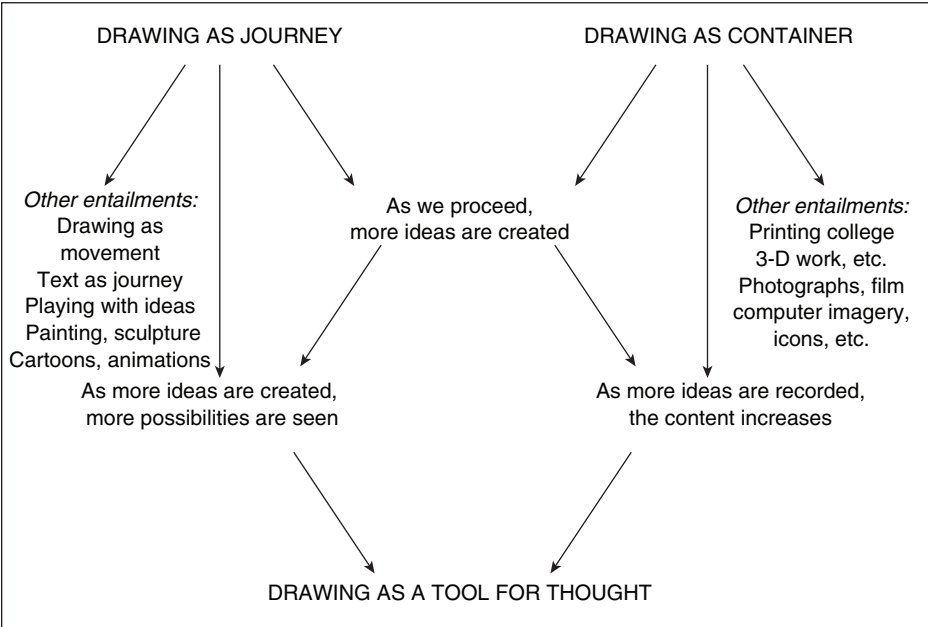 DRAWING AS JOURNEY
DRAWING AS CONTAINER
Other entailments:
Drawing as
movement
Text as journey
Playing with ideas
Painting, sculpture
Cartoons, animations
As we proceed,
more ideas are created
Other entailments:
Printing college
3-D work, etc.
Photographs, film
computer imagery,
icons, etc.
As more ideas are created,
more possibilities are seen
As more ideas are recorded,
the content increases
DRAWING AS A TOOL FOR THOUGHT